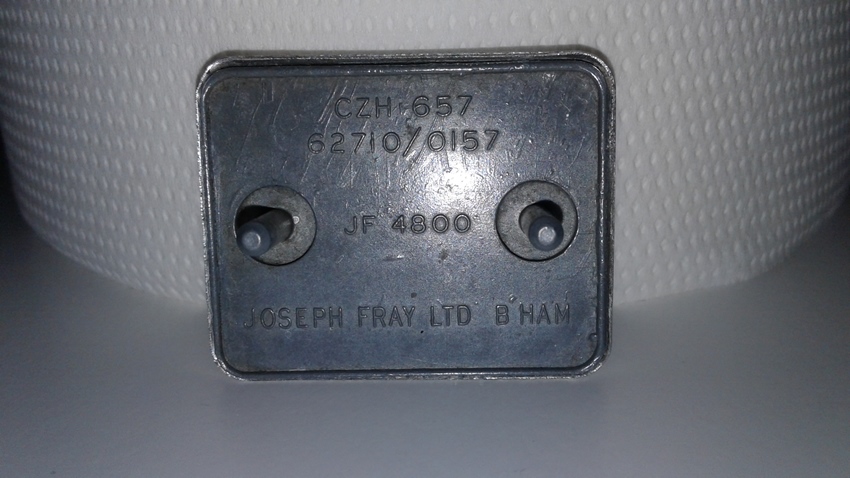 CZH 657
62710/0157
JF 4800
JOSEPH FRAY LTD B HAM